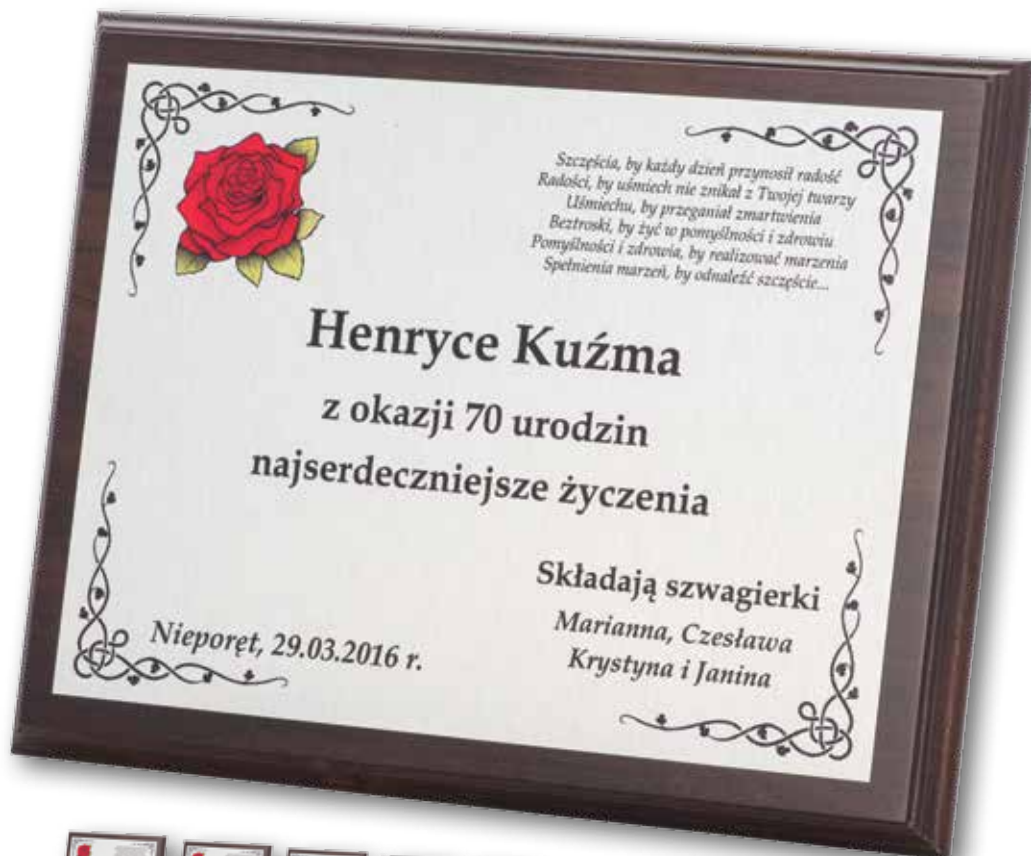 Szczęścia, by każdy dzień przynosił radość
Radości, by uśmiech nie znikał z Twojej twarzy
Uśmiechu, by przeganiał zmartwienia
Beztroski, by żyć w pomyślności i zdrowiu
Pomyślności i zdrowia, by realizować marzenia
Spełnienia marzeń, by odnaleźć szczęście...
Henryce Kuźma
z okazji 70 urodzin
najserdeczniejsze życzenia
Składają szwagierki
Marianna, Czesława
Krystyna i Janina
Nieporęt, 29.03.2016 r.